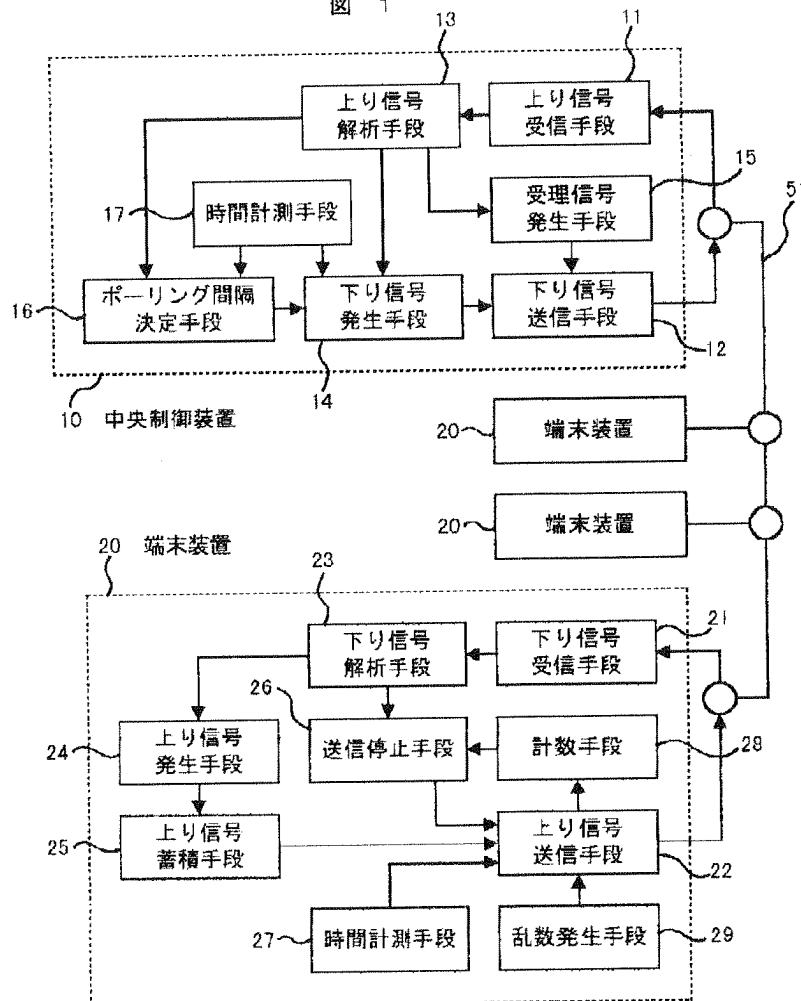 図 1
13
11
上り信号
解析手段
上り信号
受信手段
15
51
17
時間計測手段
受理信号
発生手段
16
ポーリング間隔
決定手段
下り信号
発生手段
下り信号
送信手段
12
14
10 中央制御装置
20
端末装置
20
端末装置
20 端末装置
23
21
下り信号
解析手段
下り信号
受信手段
26
24
上り信号
発生手段
送信停止手段
計数手段
28
25
上り信号
蓄積手段
上り信号
送信手段
22
27
時間計測手段
乱数発生手段
29